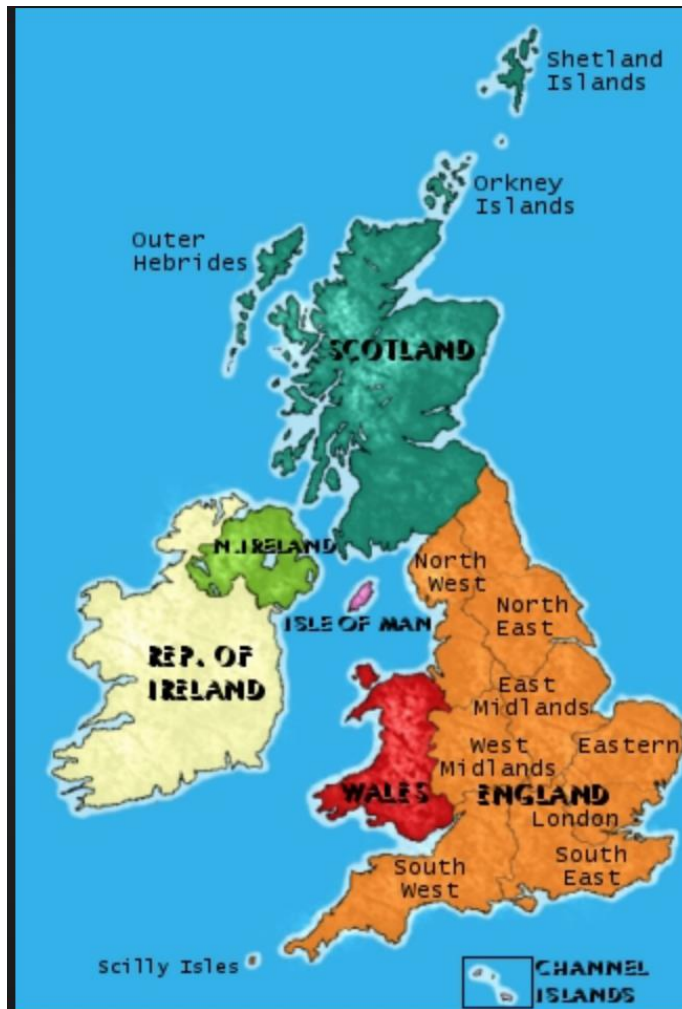 Shetland
Islands
Orkney
Islands
Outer
Hebrides
SCOTLAND
N.IRELAND
North
West
North
East
ISLE OF MAN
REP. OF
IRELAND
East
Midlands
West
Midlands
Eastern
WALES
ENGLAND
London
South
West
South
East
Scilly Isles
CHANNEL
ISLANDS